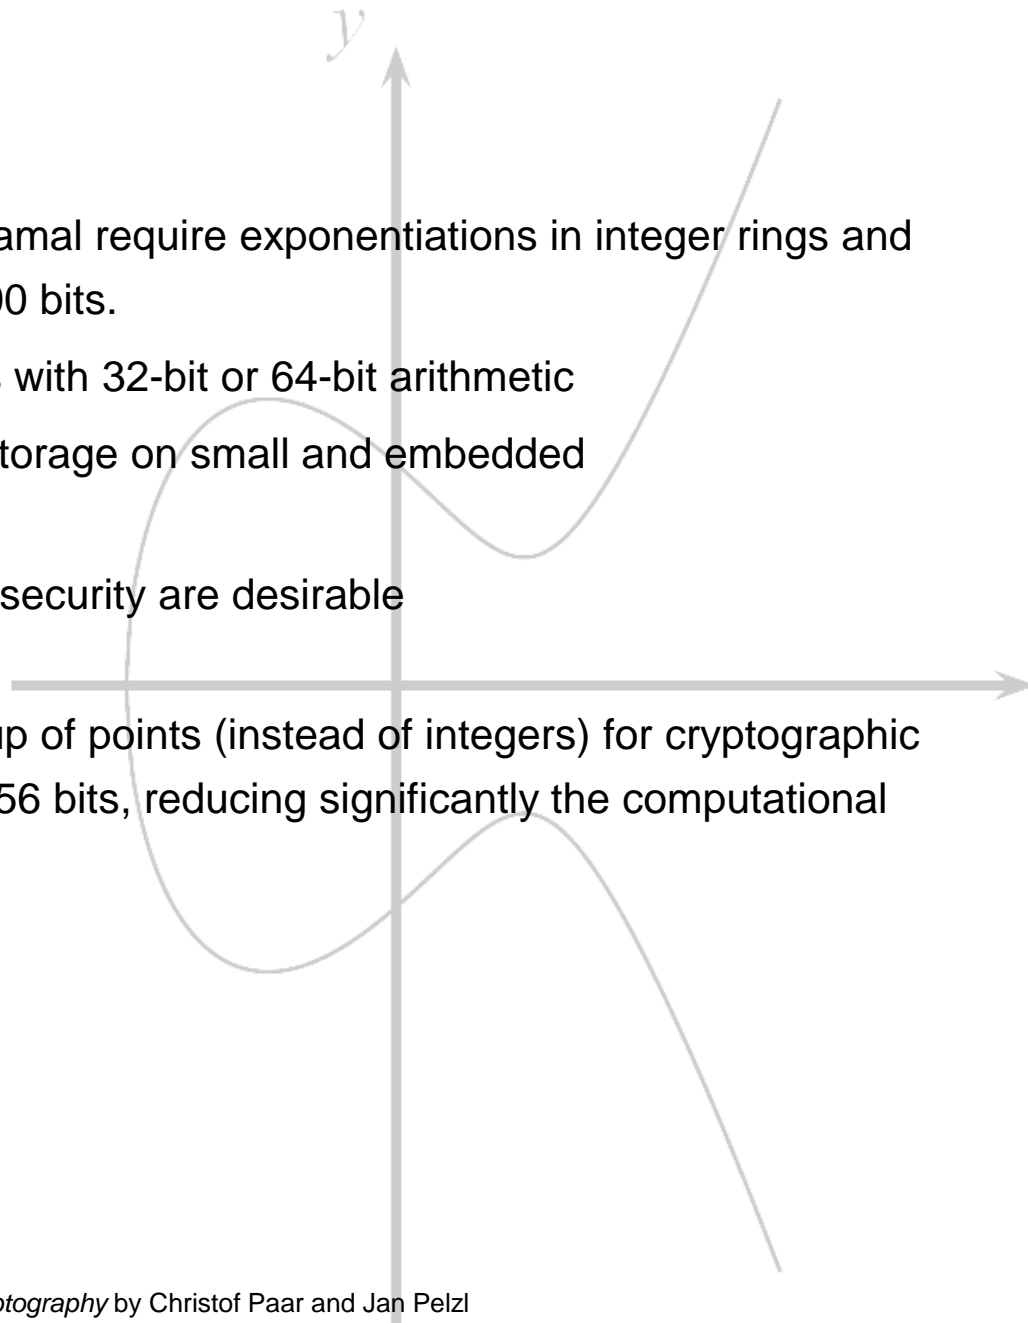 y
amal require exponentiations in integer rings and
00 bits.
with 32-bit or 64-bit arithmetic
torage on small and embedded
security are desirable
up of points (instead of integers) for cryptographic
56 bits, reducing significantly the computational
ptography by Christof Paar and Jan Pelzl